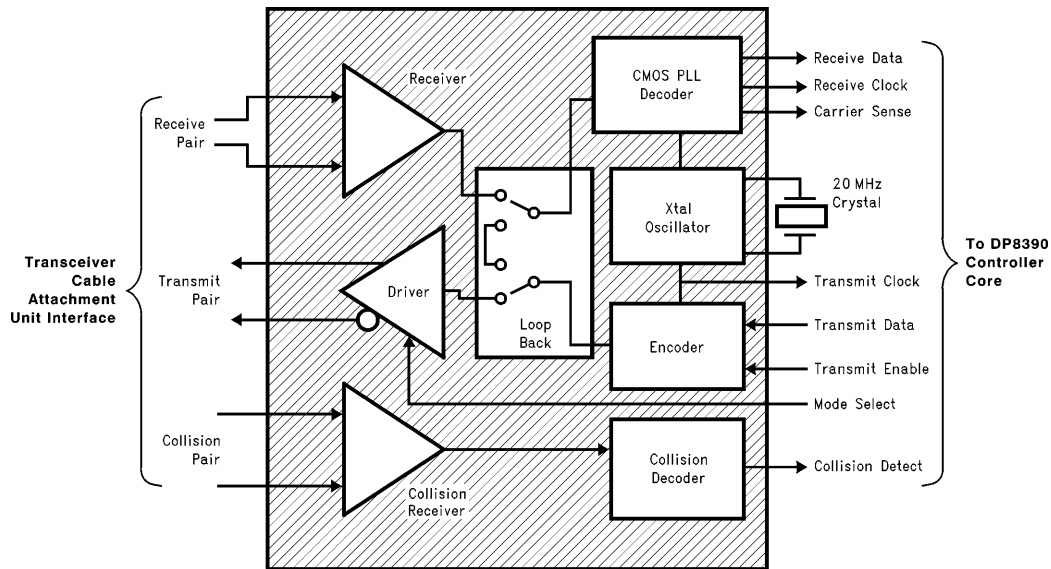 Transceiver
Cable
Attachment
Unit Interface
Receive
Pair
Transmit
Pair
Collision
Pair
Receiver
Driver
Collision
Receiver
Loop
Back
CMOS PLL
Decoder
Xtal
Oscillator
Encoder
Collision
Decoder
20 MHz
Crystal
Receive Data
Receive Clock
Carrier Sense
Transmit Clock
Transmit Data
Transmit Enable
Mode Select
Collision Detect
To DP8390
Controller
Core